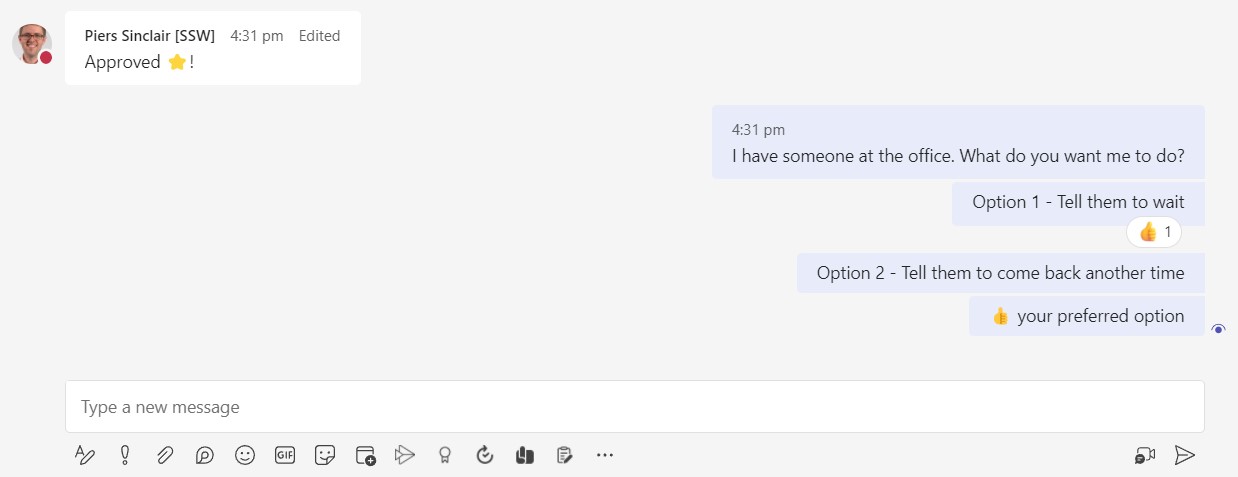 Piers Sinclair [SSW] 4:31 pm Edited
Approved ⭐!
4:31 pm
I have someone at the office. What do you want me to do?
Option 1 - Tell them to wait
👍 1
Option 2 - Tell them to come back another time
👍 your preferred option
Type a new message
GIF